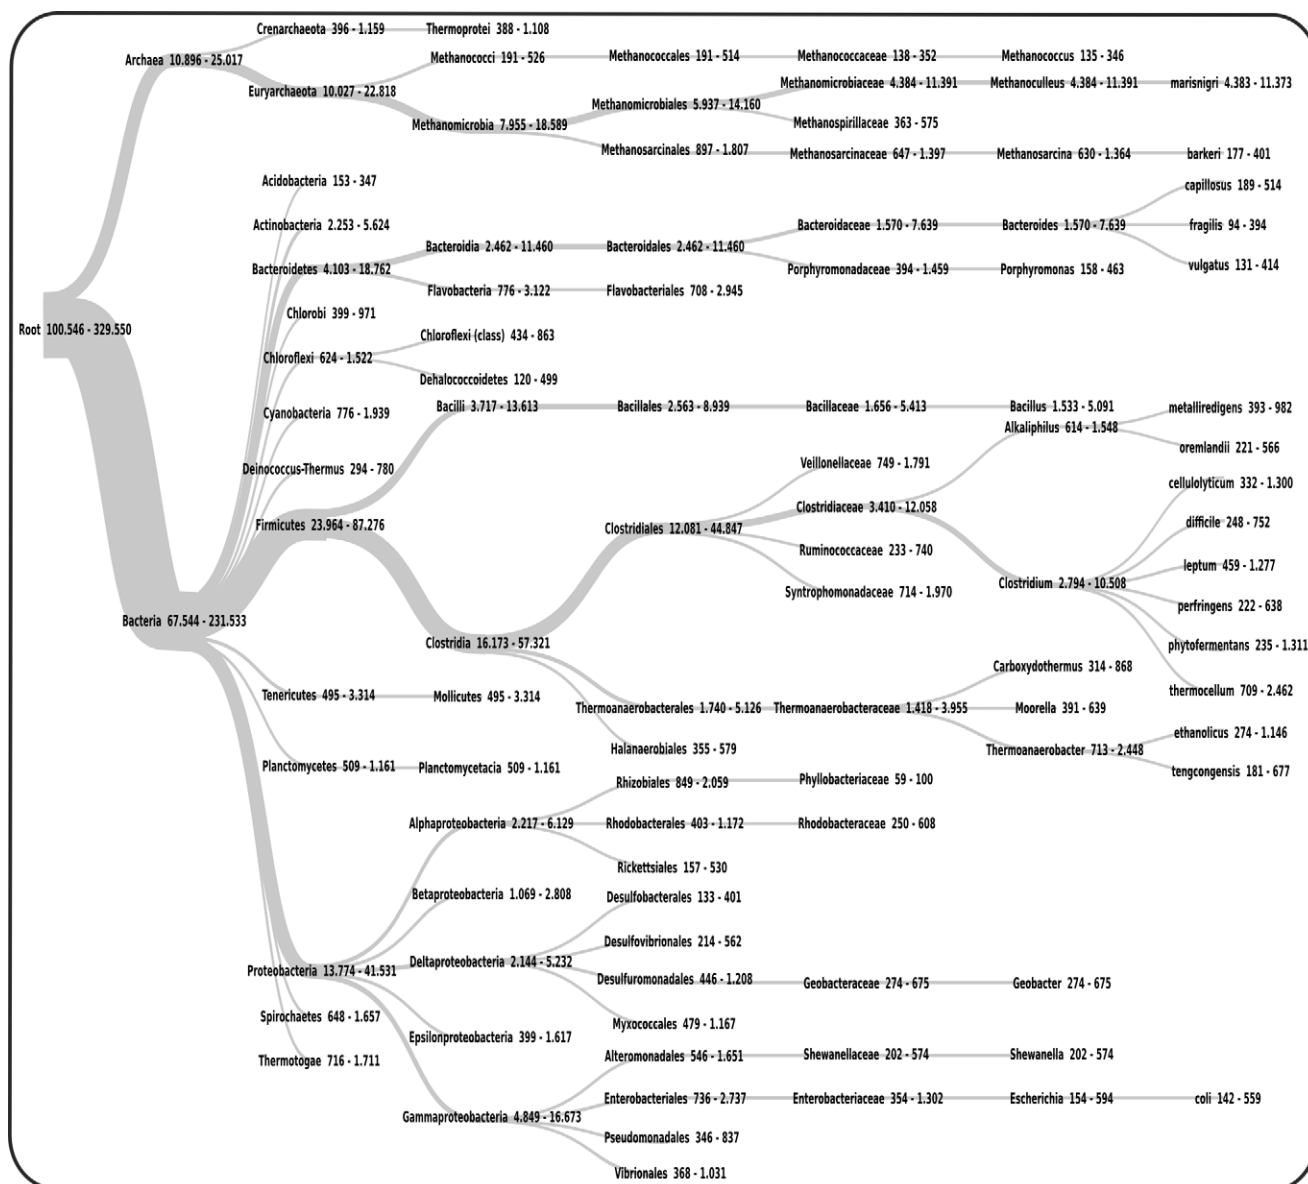 Crenarchaeota 396 - 1.159
Thermoprotei 388 - 1.108
Archaea 10.896 - 25.017
Methanococci 191 - 526
Methanococcales 191 - 514
Methanococcaceae 138 - 352
Methanococcus 135 - 346
Euryarchaeota 10.027 - 22.818
Methanomicrobiaceae 4.384 - 11.391
Methanoculleus 4.384 - 11.391
marisnigri 4.383 - 11.373
Methanomicrobia 7.955 - 18.589
Methanomicrobiales 5.937 - 14.160
Methanospirillaceae 363 - 575
Methanosarcinales 897 - 1.807
Methanosarcinaceae 647 - 1.397
Methanosarcina 630 - 1.364
barkeri 177 - 401
Acidobacteria 153 - 347
capillosus 189 - 514
Actinobacteria 2.253 - 5.624
Bacteroidaceae 1.570 - 7.639
Bacteroides 1.570 - 7.639
fragilis 94 - 394
Bacteroidia 2.462 - 11.460
Bacteroidales 2.462 - 11.460
Bacteroidetes 4.103 - 18.762
Porphyromonadaceae 394 - 1.459
Porphyromonas 158 - 463
vulgatus 131 - 414
Flavobacteria 776 - 3.122
Flavobacteriales 708 - 2.945
Chlorobi 399 - 971
Root 100.546 - 329.550
Chloroflexi (class) 434 - 863
Chloroflexi 624 - 1.522
Dehalococcoidetes 120 - 499
Bacilli 3.717 - 13.613
Bacillales 2.563 - 8.939
Bacillaceae 1.656 - 5.413
Bacillus 1.533 - 5.091
metalliredigens 393 - 982
Cyanobacteria 776 - 1.939
Alkaliphilus 614 - 1.548
oremlandii 221 - 566
Deinococcus-Thermus 294 - 780
Veillonellaceae 749 - 1.791
cellulolyticum 332 - 1.300
Clostridiaceae 3.410 - 12.058
Firmicutes 23.964 - 87.276
Clostridiales 12.081 - 44.847
difficile 248 - 752
Ruminococcaceae 233 - 740
leptum 459 - 1.277
Syntrophomonadaceae 714 - 1.970
Clostridium 2.794 - 10.508
perfringens 222 - 638
Bacteria 67.544 - 231.533
Clostridia 16.173 - 57.321
phytofermentans 235 - 1.311
Carboxydothermus 314 - 868
Tenericutes 495 - 3.314
Mollicutes 495 - 3.314
thermocellum 709 - 2.462
Thermoanaerobacterales 1.740 - 5.126
Thermoanaerobacteraceae 1.418 - 3.955
Moorella 391 - 639
ethanolicus 274 - 1.146
Halanaerobiales 355 - 579
Thermoanaerobacter 713 - 2.448
Planctomycetes 509 - 1.161
Planctomycetacia 509 - 1.161
tengcongensis 181 - 677
Rhizobiales 849 - 2.059
Phyllobacteriaceae 59 - 100
Alphaproteobacteria 2.217 - 6.129
Rhodobacterales 403 - 1.172
Rhodobacteraceae 250 - 608
Rickettsiales 157 - 530
Betaproteobacteria 1.069 - 2.808
Desulfobacterales 133 - 401
Desulfovibrionales 214 - 562
Deltaproteobacteria 2.144 - 5.232
Proteobacteria 13.774 - 41.531
Desulfuromonadales 446 - 1.208
Geobacteraceae 274 - 675
Geobacter 274 - 675
Spirochaetes 648 - 1.657
Myxococcales 479 - 1.167
Epsilonproteobacteria 399 - 1.617
Thermotogae 716 - 1.711
Alteromonadales 546 - 1.651
Shewanellaceae 202 - 574
Shewanella 202 - 574
Enterobacteriales 736 - 2.737
Enterobacteriaceae 354 - 1.302
Escherichia 154 - 594
coli 142 - 559
Gammaproteobacteria 4.849 - 16.673
Pseudomonadales 346 - 837
Vibrionales 368 - 1.031